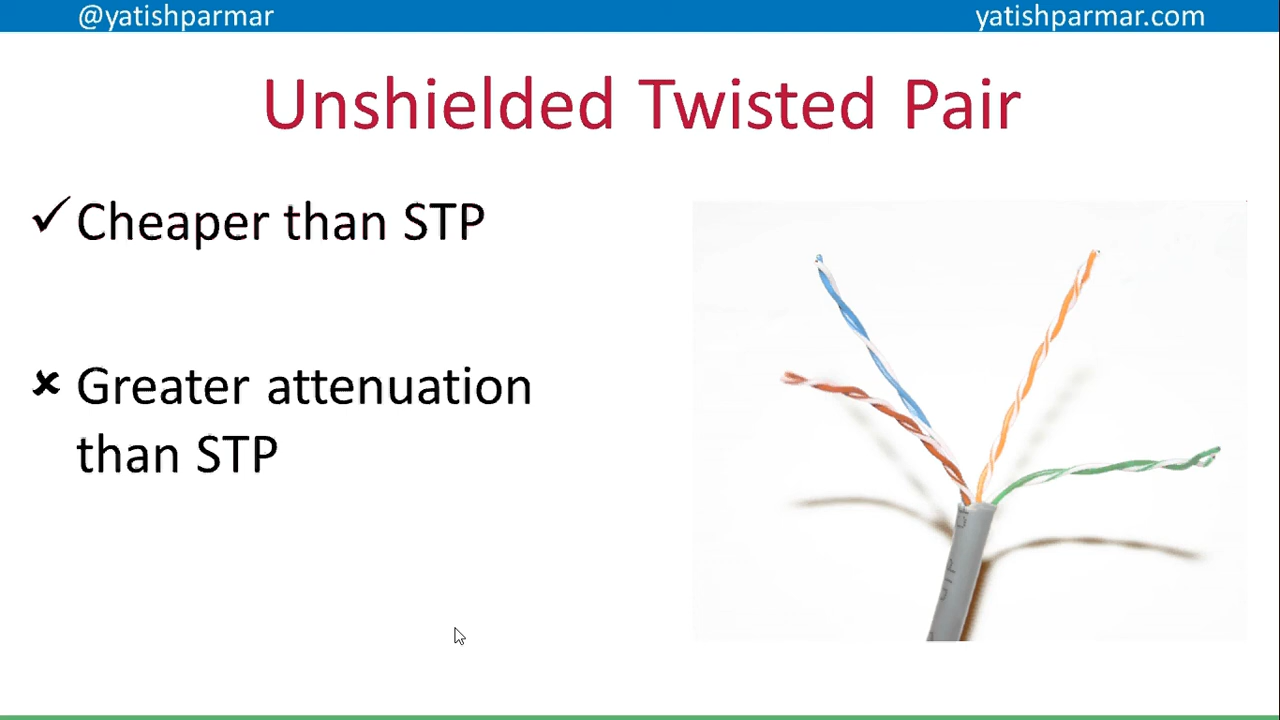 @yatishparmar yatishparmar.com
Unshielded Twisted Pair
✓ Cheaper than STP
✗ Greater attenuation
than STP